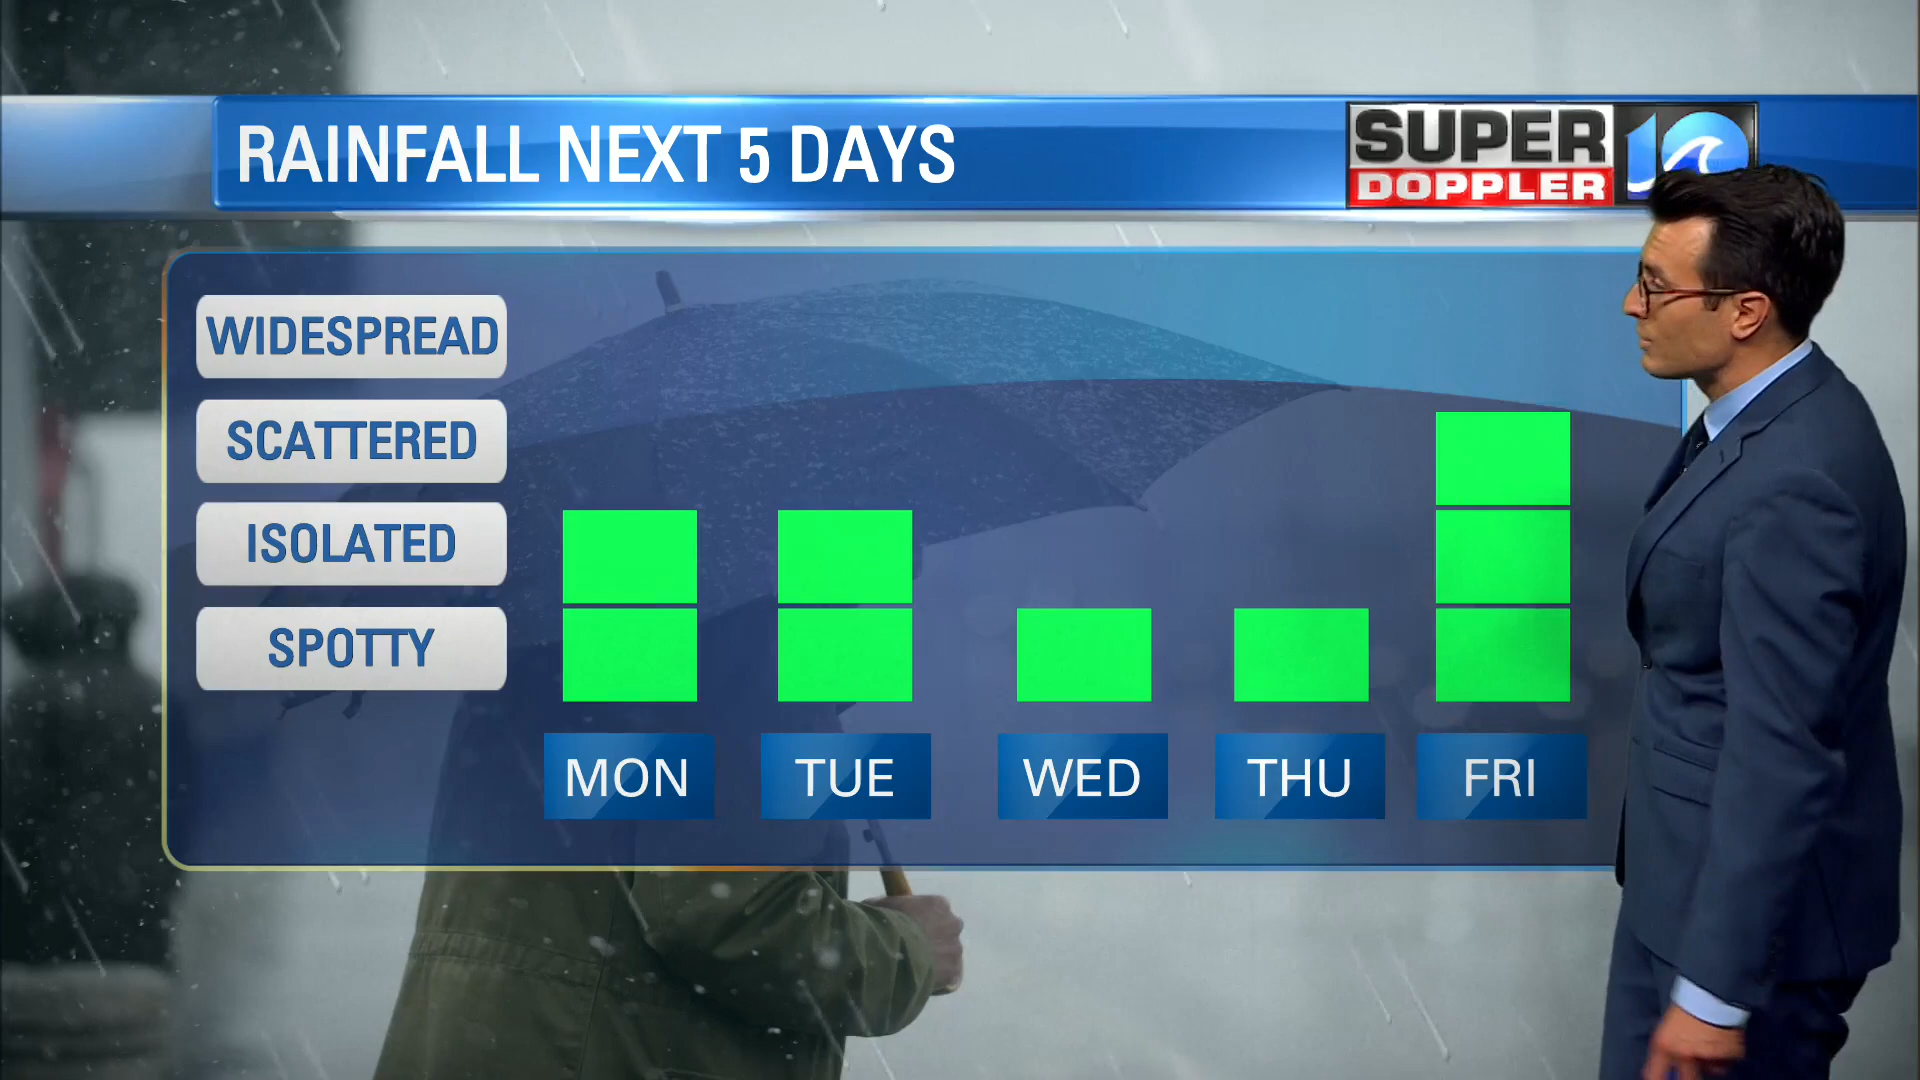 RAINFALL NEXT 5 DAYS
SUPER
DOPPLER
10
WIDESPREAD
SCATTERED
ISOLATED
SPOTTY
MON TUE WED THU FRI